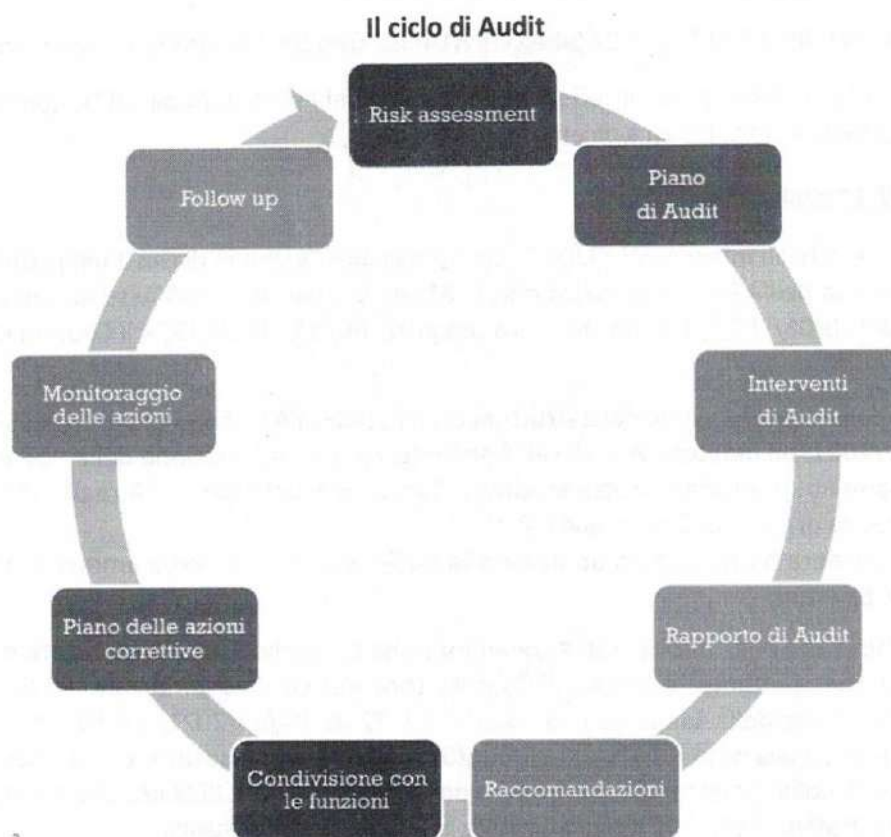 Il ciclo di Audit
Risk assessment
Piano
di Audit
Interventi
di Audit
Rapporto di Audit
Raccomandazioni
Condivisione con
le funzioni
Piano delle azioni
correttive
Monitoraggio
delle azioni
Follow up